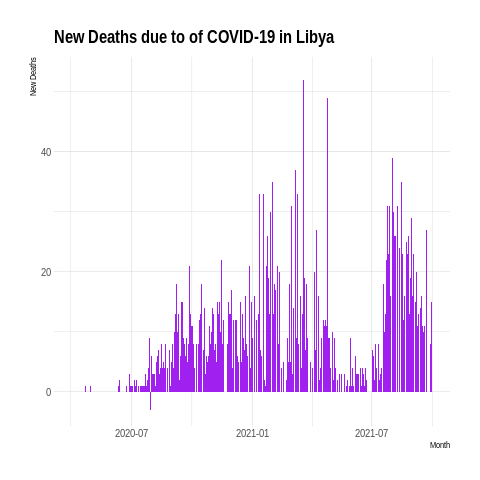 New Deaths due to of COVID-19 in Libya
New Deaths
40
20
0
2020-07
2021-01
2021-07
Month